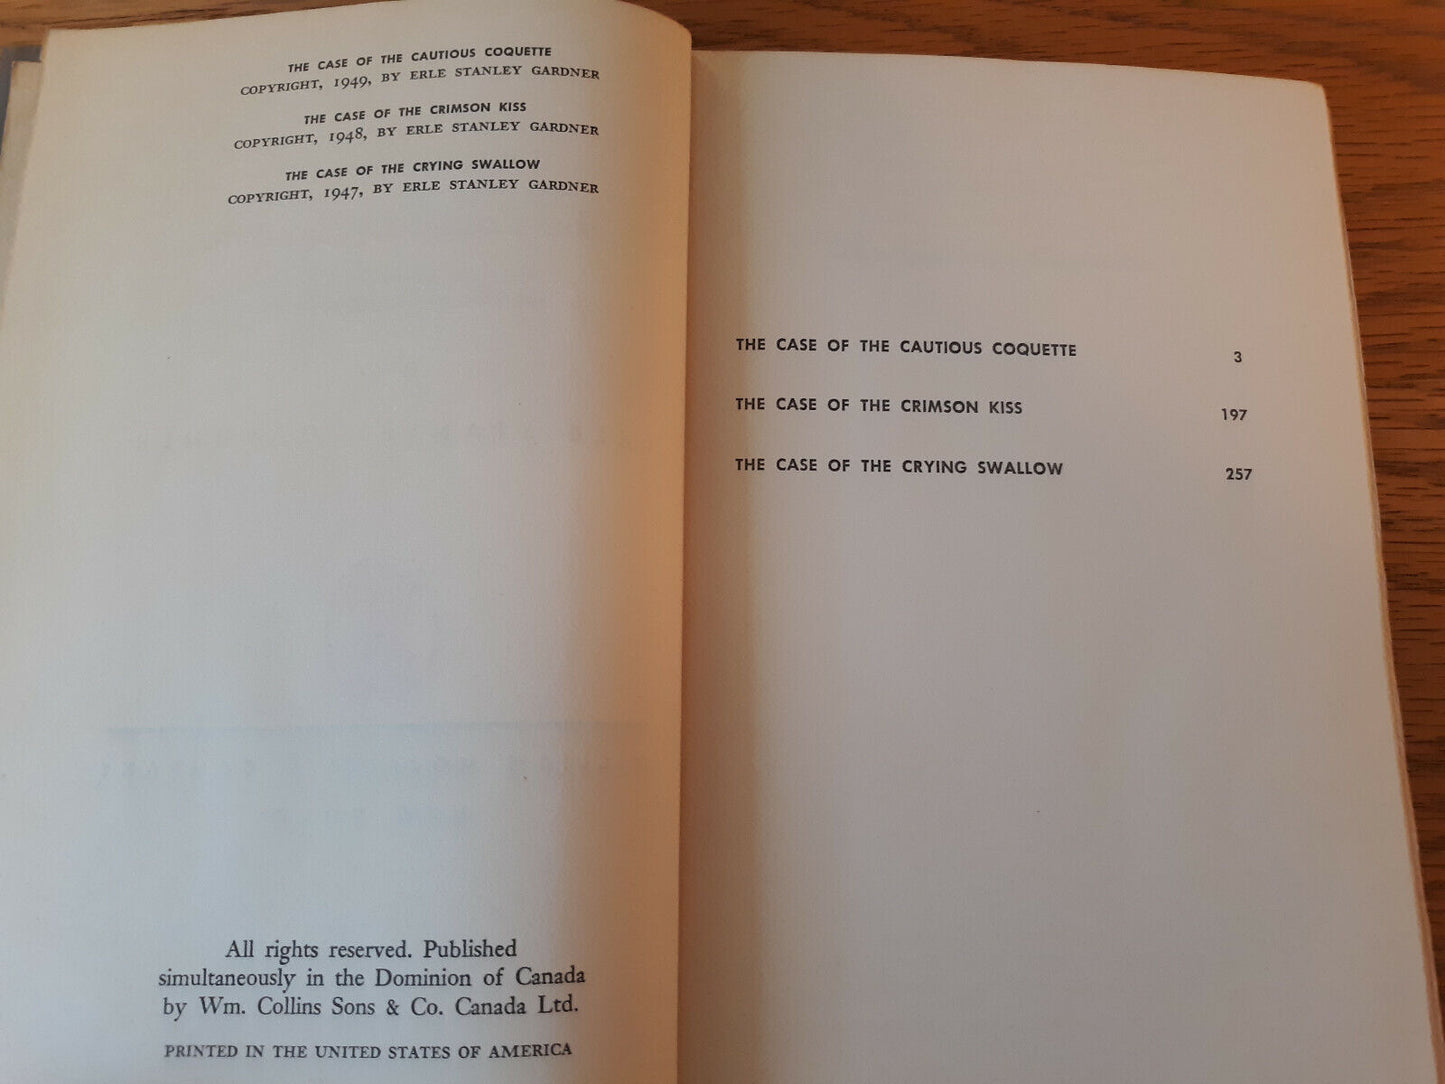 THE CASE OF THE CAUTIOUS COQUETTE
COPYRIGHT, 1949, BY ERLE STANLEY GARDNER
THE CASE OF THE CRIMSON KISS
COPYRIGHT, 1948, BY ERLE STANLEY GARDNER
THE CASE OF THE CRYING SWALLOW
COPYRIGHT, 1947, BY ERLE STANLEY GARDNER
All rights reserved. Published
simultaneously in the Dominion of Canada
by Wm. Collins Sons & Co. Canada Ltd.
PRINTED IN THE UNITED STATES OF AMERICA
THE CASE OF THE CAUTIOUS COQUETTE 3
THE CASE OF THE CRIMSON KISS 197
THE CASE OF THE CRYING SWALLOW 257